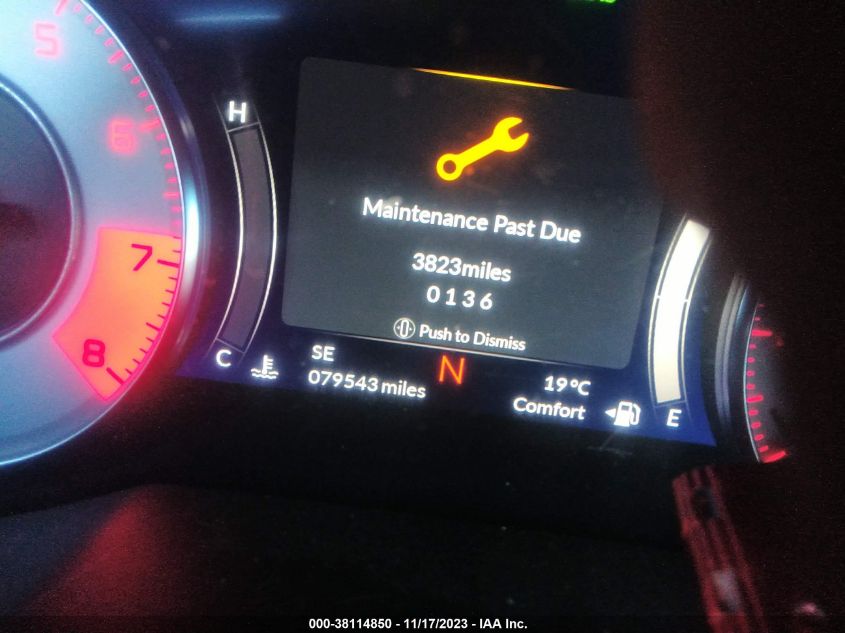 5
6
7
8
H
C
Maintenance Past Due
3823miles
0136
Push to Dismiss
SE
N
19°C
079543 miles
Comfort
E
000-38114850 - 11/17/2023 - IAA Inc.